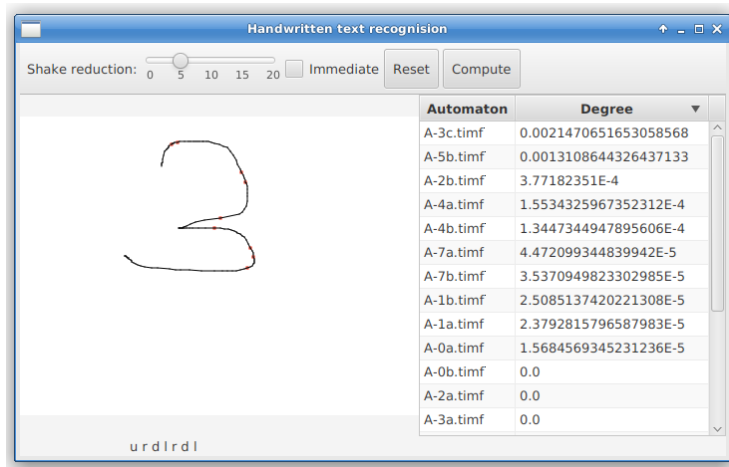 Handwritten text recognision
Shake reduction: 0 5 10 15 20 Immediate Reset Compute
Automaton Degree
A-3c.timf 0.0021470651653058568
A-5b.timf 0.0013108644326437133
A-2b.timf 3.77182351E-4
A-4a.timf 1.5534325967352312E-4
A-4b.timf 1.3447344947895606E-4
A-7a.timf 4.472099344839942E-5
A-7b.timf 3.5370949823302985E-5
A-1b.timf 2.5085137420221308E-5
A-1a.timf 2.3792815796587983E-5
A-0a.timf 1.5684569345231236E-5
A-0b.timf 0.0
A-2a.timf 0.0
A-3a.timf 0.0
3
u r d l r d l